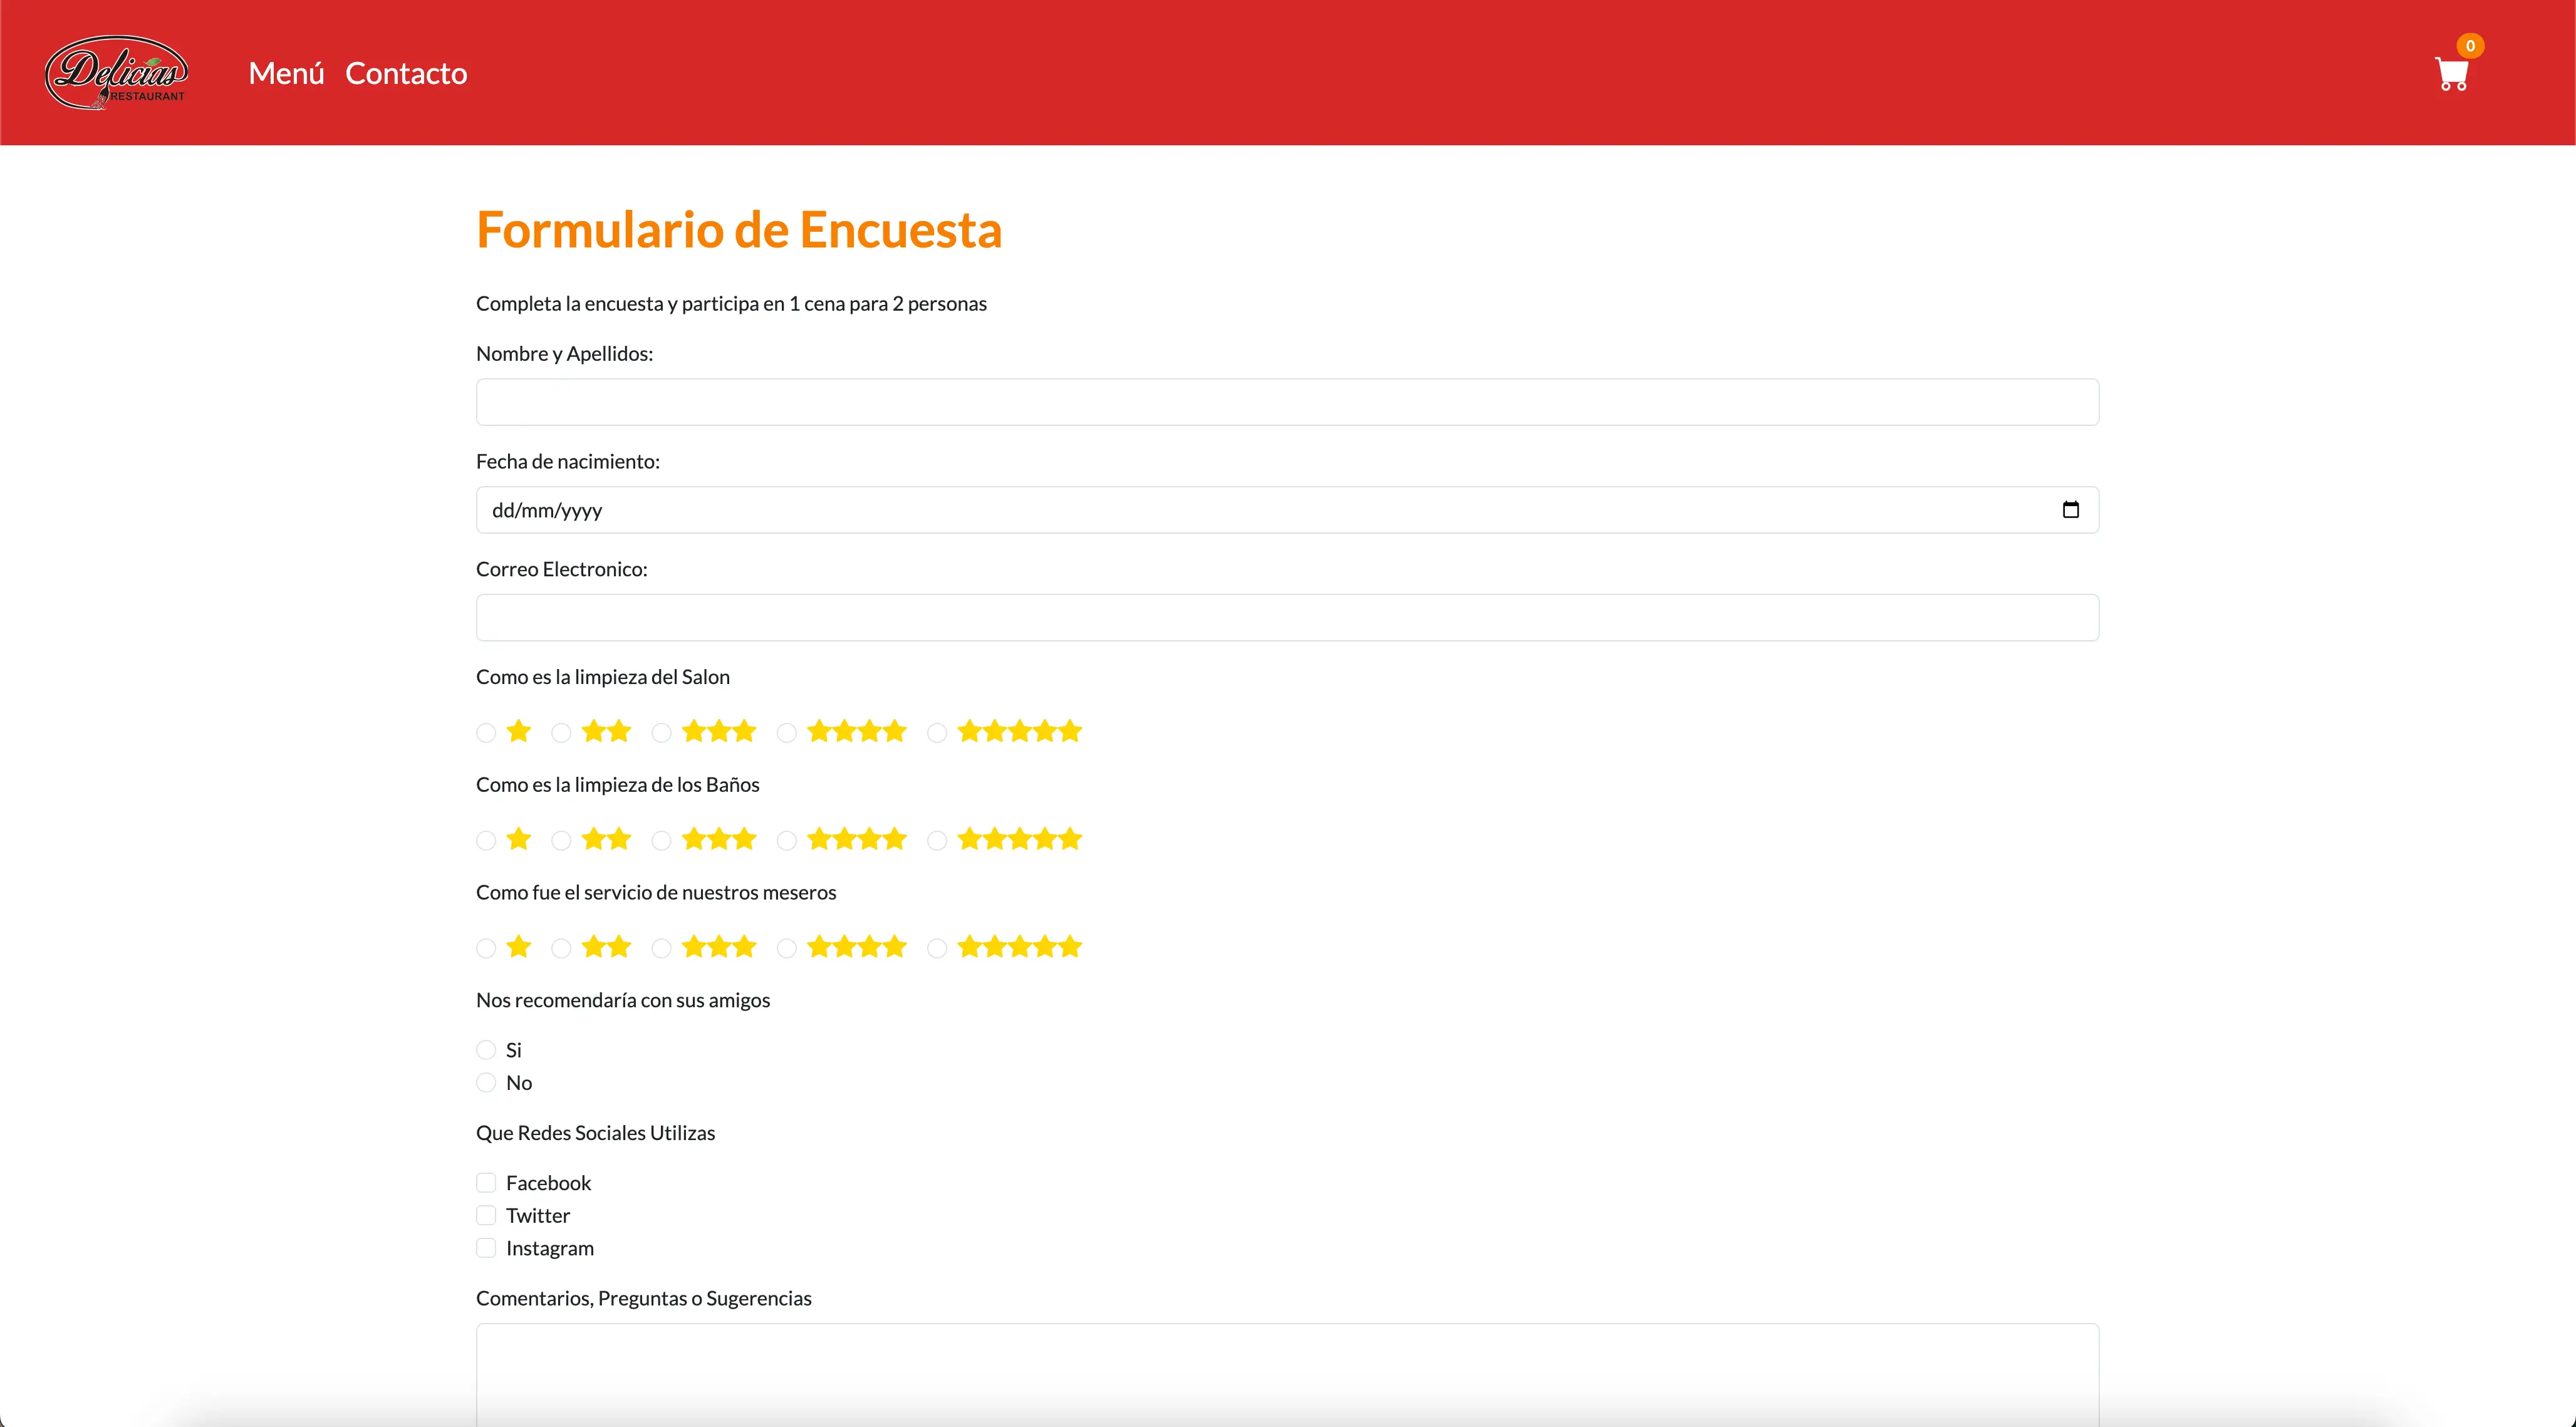 Delicias
RESTAURANT
Menú Contacto
0
Formulario de Encuesta
Completa la encuesta y participa en 1 cena para 2 personas
Nombre y Apellidos:
Fecha de nacimiento:
dd/mm/yyyy
Correo Electronico:
Como es la limpieza del Salon
Como es la limpieza de los Baños
Como fue el servicio de nuestros meseros
Nos recomendaría con sus amigos
Si
No
Que Redes Sociales Utilizas
Facebook
Twitter
Instagram
Comentarios, Preguntas o Sugerencias